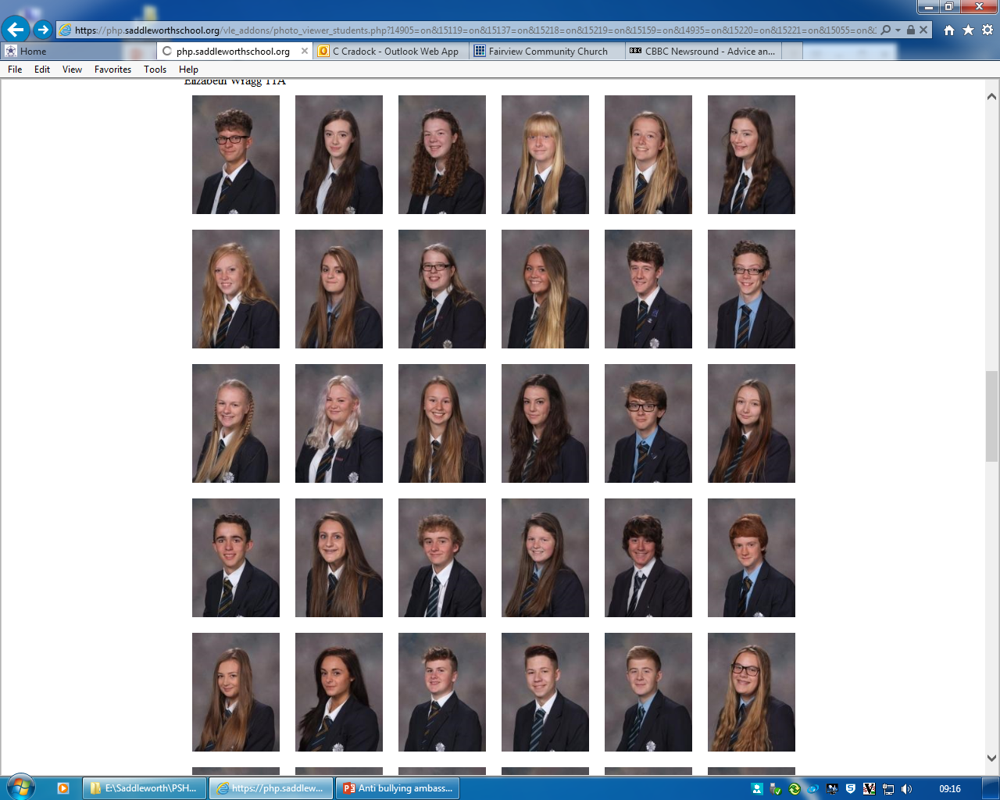 https://php.saddleworthschool.org/vle_addons/photo_viewer_students.php?14905=on&15119=on&15137=on&15218=on&15219=on&15159=on&14935=on&15220=on&15221=on&15055=on&
Home
php.saddleworthschool.org
C Cradock - Outlook Web App
Fairview Community Church
BBC CBBC Newsround - Advice an...
File Edit View Favorites Tools Help
Elizabeth Wragg 11A
E:\Saddleworth\PSH...
https://php.saddlew...
Anti bullying ambass...
09:16